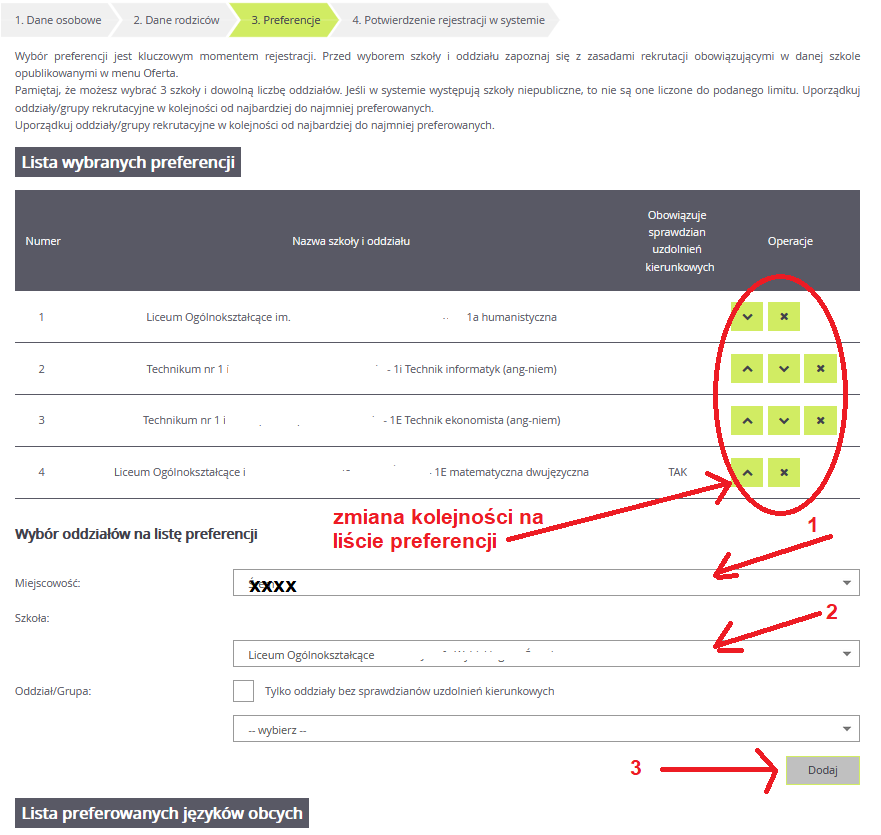 1. Dane osobowe 2. Dane rodziców 3. Preferencje 4. Potwierdzenie rejestracji w systemie
Wybór preferencji jest kluczowym momentem rejestracji. Przed wyborem szkoły i oddziału zapoznaj się z zasadami rekrutacji obowiązującymi w danej szkole
opublikowanymi w menu Oferta.
Pamiętaj, że możesz wybrać 3 szkoły i dowolną liczbę oddziałów. Jeśli w systemie występują szkoły niepubliczne, to nie są one liczone do podanego limitu. Uporządkuj
oddziały/grupy rekrutacyjne w kolejności od najbardziej do najmniej preferowanych.
Uporządkuj oddziały/grupy rekrutacyjne w kolejności od najbardziej do najmniej preferowanych.
Lista wybranych preferencji
Numer Nazwa szkoły i oddziału Obowiązuje
sprawdzian
uzdolnień
kierunkowych Operacje
1 Liceum Ogólnokształcące im. 1a humanistyczna
2 Technikum nr 1 - 1i Technik informatyk (ang-niem)
3 Technikum nr 1 i - 1E Technik ekonomista (ang-niem)
4 Liceum Ogólnokształcące i 1E matematyczna dwujęzyczna TAK
zmiana kolejności na
liście preferencji
1
Wybór oddziałów na listę preferencji
Miejscowość: xxxx
Szkoła:
2
Liceum Ogólnokształcące
Oddział/Grupa: Tylko oddziały bez sprawdzianów uzdolnień kierunkowych
-- wybierz --
3 Dodaj
Lista preferowanych języków obcych